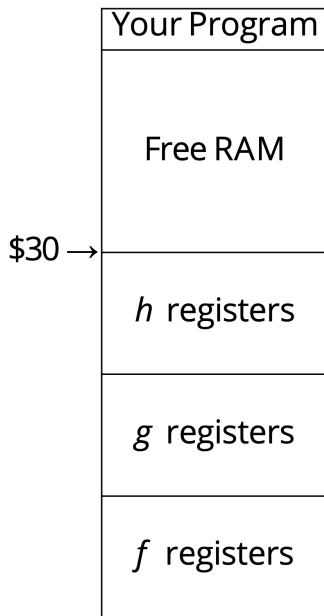 Your Program
Free RAM
$30 →
h registers
g registers
f registers